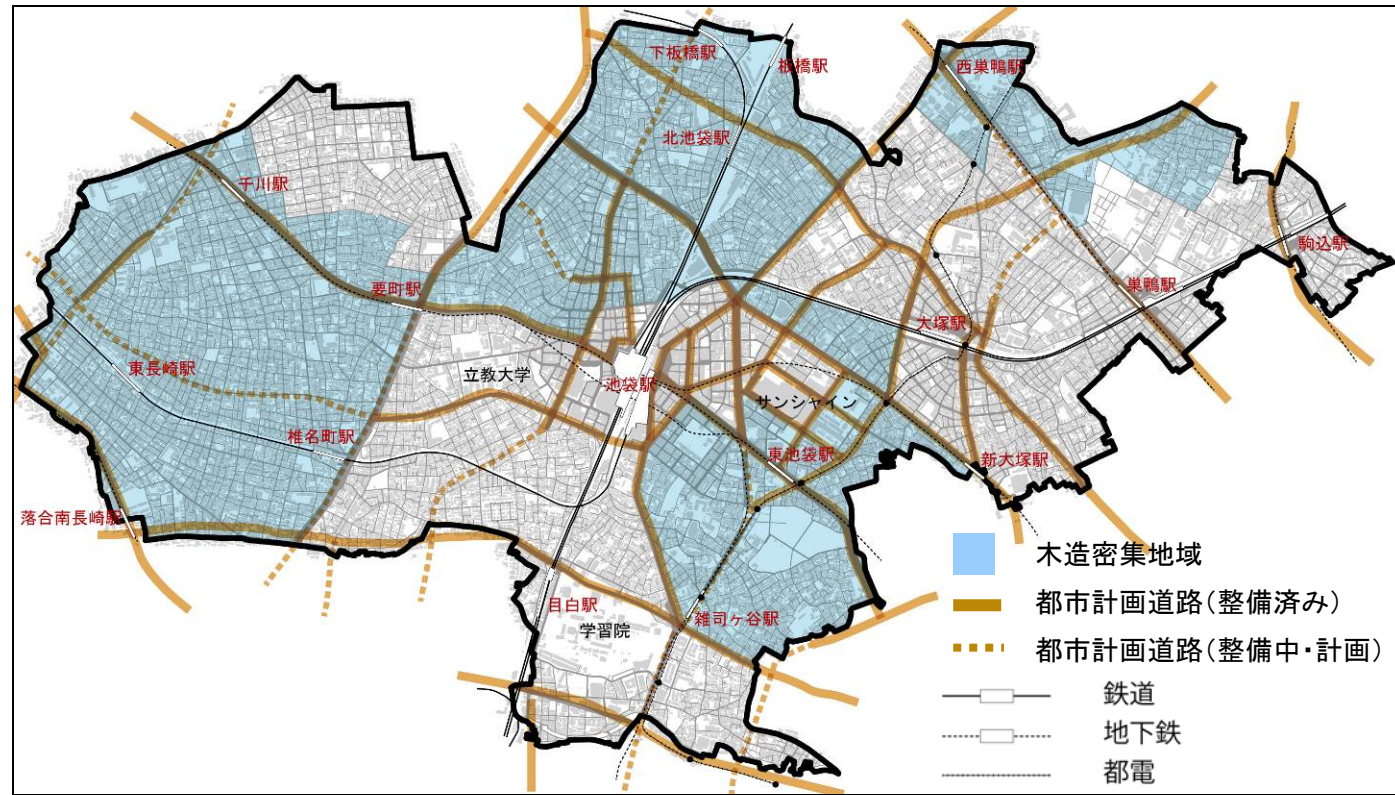 下板橋駅
板橋駅
西巣鴨駅
北池袋駅
千川駅
駒込駅
要町駅
巣鴨駅
大塚駅
東長崎駅
立教大学
池袋駅
サンシャイン
椎名町駅
東池袋駅
新大塚駅
落合南長崎駅
目白駅
学習院
雑司ヶ谷駅
木造密集地域
都市計画道路(整備済み)
都市計画道路(整備中・計画)
鉄道
地下鉄
都電